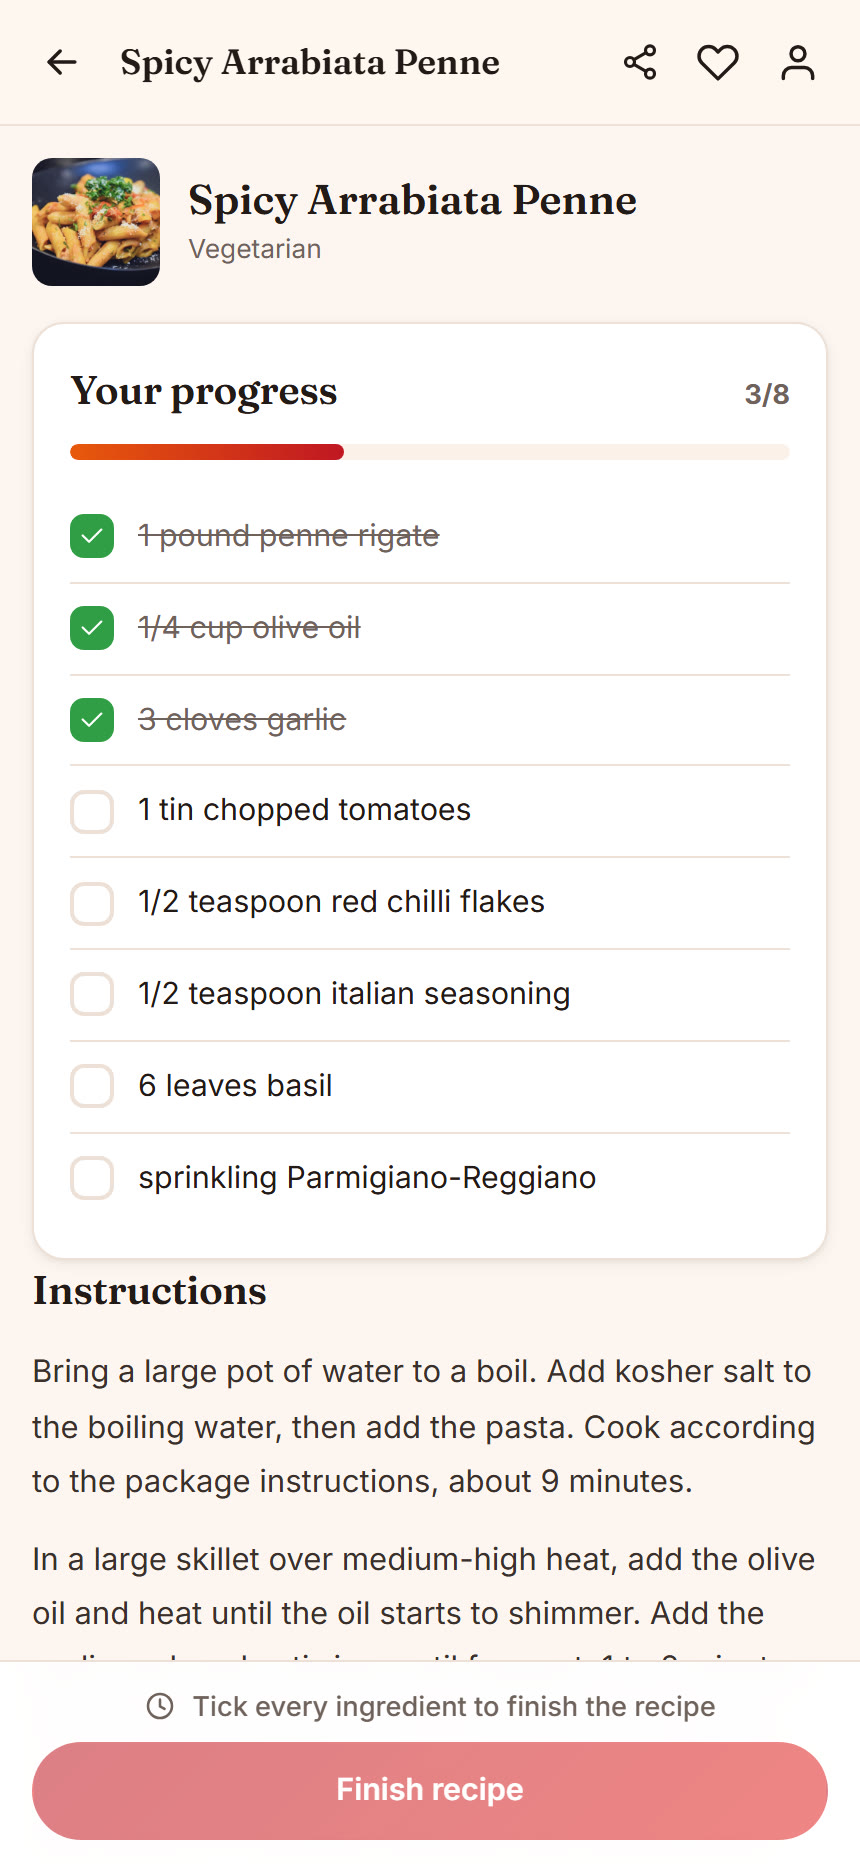 Spicy Arrabiata Penne
Spicy Arrabiata Penne
Vegetarian
Your progress
3/8
1 pound penne rigate
1/4 cup olive oil
3 cloves garlic
1 tin chopped tomatoes
1/2 teaspoon red chilli flakes
1/2 teaspoon italian seasoning
6 leaves basil
sprinkling Parmigiano-Reggiano
Instructions
Bring a large pot of water to a boil. Add kosher salt to
the boiling water, then add the pasta. Cook according
to the package instructions, about 9 minutes.
In a large skillet over medium-high heat, add the olive
oil and heat until the oil starts to shimmer. Add the
Tick every ingredient to finish the recipe
Finish recipe